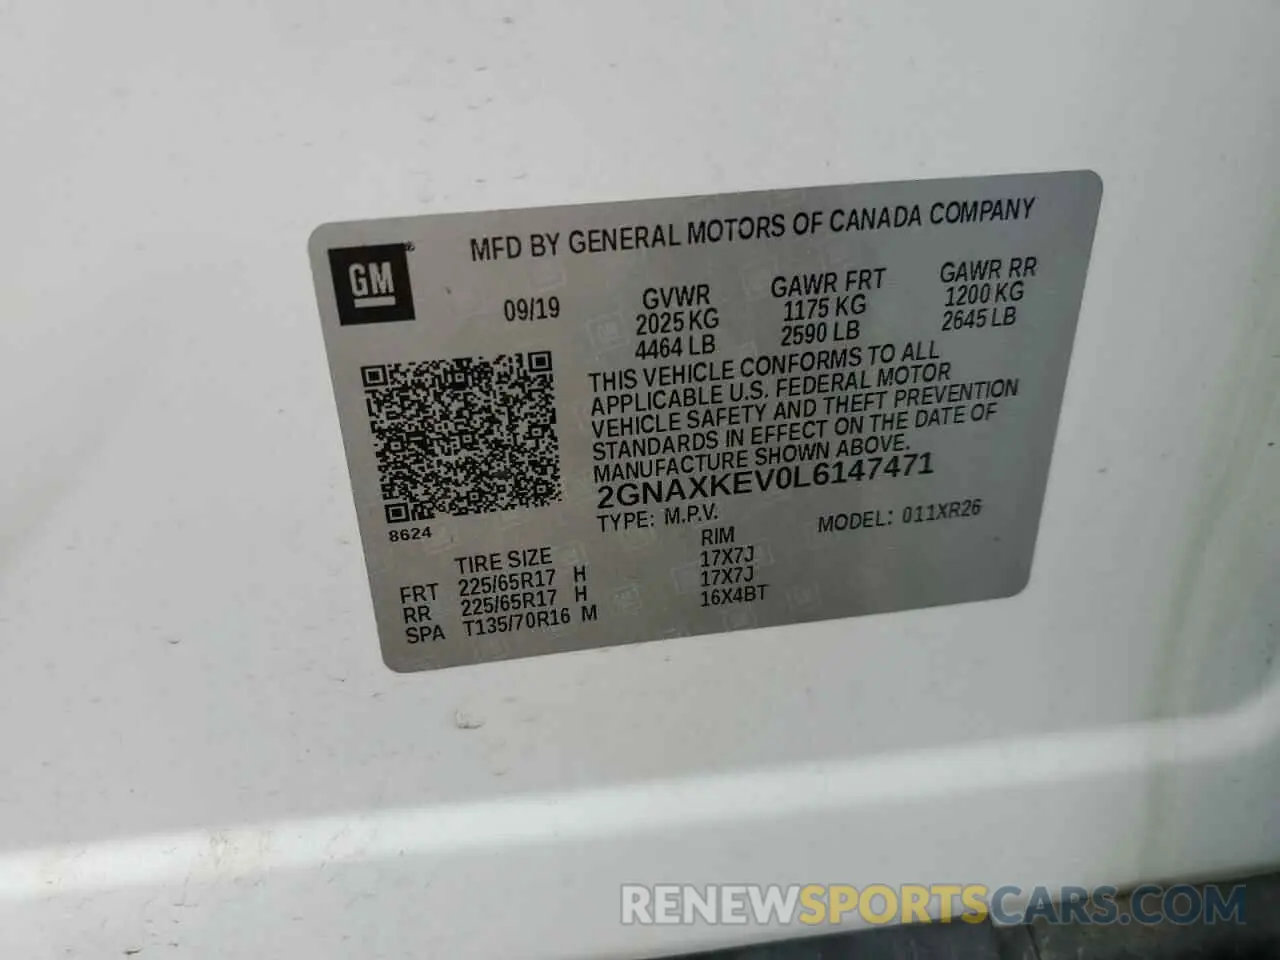 GM
MFD BY GENERAL MOTORS OF CANADA COMPANY
09/19
GVWR
2025 KG
4464 LB
GAWR FRT
1175 KG
2590 LB
GAWR RR
1200 KG
2645 LB
THIS VEHICLE CONFORMS TO ALL
APPLICABLE U.S. FEDERAL MOTOR
VEHICLE SAFETY AND THEFT PREVENTION
STANDARDS IN EFFECT ON THE DATE OF
MANUFACTURE SHOWN ABOVE.
2GNAXKEV0L6147471
TYPE: M.P.V.
MODEL: 011XR26
8624
TIRE SIZE RIM
FRT 225/65R17 H 17X7J
RR 225/65R17 H 17X7J
SPA T135/70R16 M 16X4BT
RENEWSPORTSCARS.COM